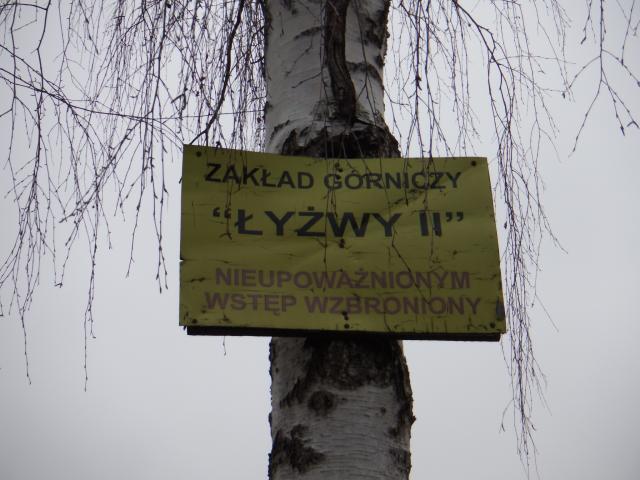 ZAKŁAD GÓRNICZY
"ŁYŻWY II"
NIEUPOWAŻNIONYM
WSTĘP WZBRONIONY